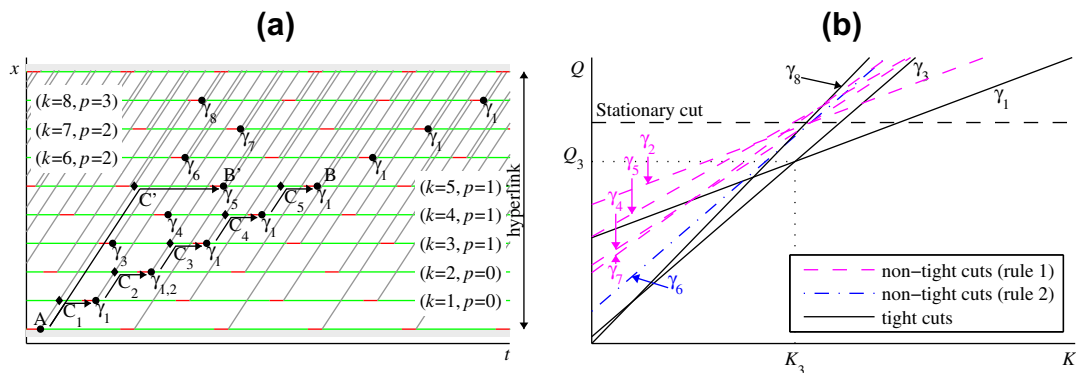 (a)
x
(k=8, p=3)
γ8
γ1
(k=7, p=2)
γ7
γ1
(k=6, p=2)
γ6
γ1
B'
B
C'
γ5
C5
γ1
(k=5, p=1)
γ4
C4
γ1
(k=4, p=1)
γ3
C3
γ1
(k=3, p=1)
C2
γ1,2
(k=2, p=0)
C1
γ1
(k=1, p=0)
A
hyperlink
t
(b)
Q
γ8
γ3
γ1
Stationary cut
γ2
Q3
γ5
γ4
γ7
γ6
non−tight cuts (rule 1)
non−tight cuts (rule 2)
tight cuts
K3
K